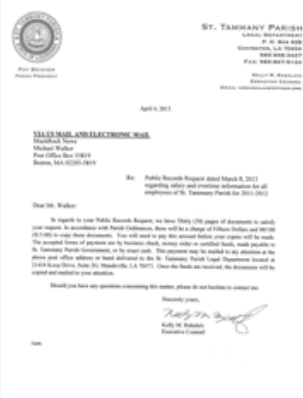 ST. TAMMANY PARISH
LEGAL DEPARTMENT
P. O. BOX 628
COVINGTON, LA 70434
PAT BRISTER
PARISH PRESIDENT
KELLY M. RABALAIS
EXECUTIVE COUNSEL
April 4, 2013
VIA US MAIL AND ELECTRONIC MAIL
MuckRock News
Michael Walker
Post Office Box 55819
Boston, MA 02205-5819
Re: Public Records Request dated March 8, 2013
regarding salary and overtime information for all
employees of St. Tammany Parish for 2011-2013
Dear Mr. Walker:
In regard to your Public Records Request, we have Thirty (30) pages of documents to satisfy
your request. In accordance with Parish Ordinances, there will be a charge of Fifteen Dollars and 00/100
($15.00) to copy these documents. You will need to pay this amount before your copies will be made.
The accepted forms of payment are by business check, money order or certified funds, made payable to
St. Tammany Parish Government, or by exact cash. This payment may be mailed to my attention at the
above post office address or hand delivered to the St. Tammany Parish Legal Department located at
21454 Koop Drive, Suite 2G, Mandeville, LA 70471. Once the funds are received, the documents will be
copied and mailed to your attention.
Should you have any questions concerning this matter, please do not hesitate to contact me.
Sincerely yours,
Kelly M. Rabalais
Executive Counsel